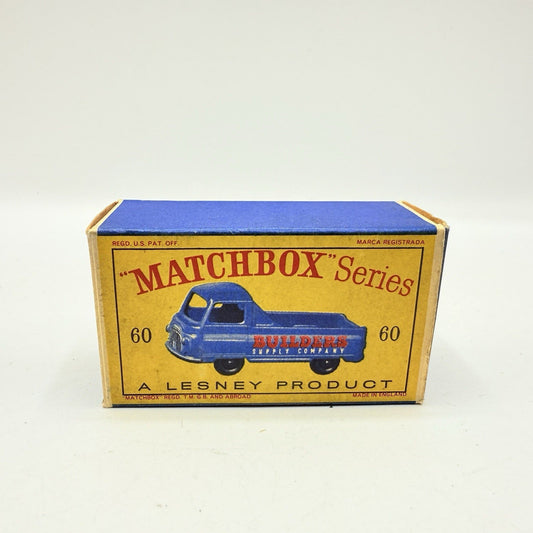 REGD. U.S. PAT. OFF. MARCA REGISTRADA
"MATCHBOX" Series
60 BUILDERS 60
SUPPLY COMPANY
A LESNEY PRODUCT
"MATCHBOX" REGD. T.M. G.B. AND ABROAD MADE IN ENGLAND